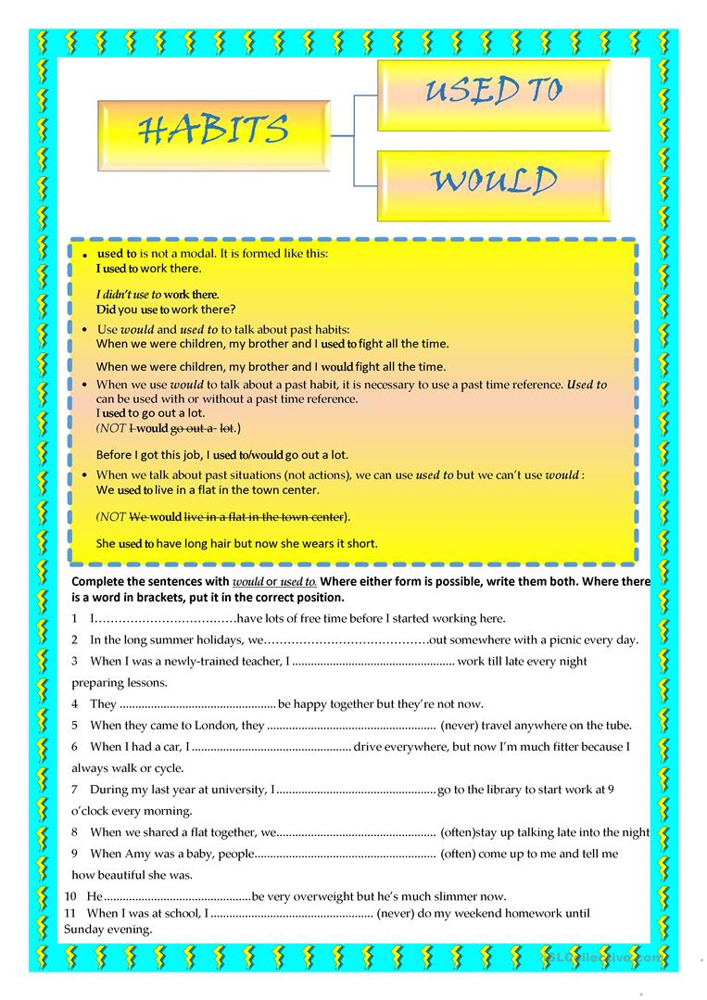 HABITS
USED TO
WOULD
• used to is not a modal. It is formed like this:
I used to work there.
I didn't use to work there.
Did you use to work there?
• Use would and used to to talk about past habits:
When we were children, my brother and I used to fight all the time.
When we were children, my brother and I would fight all the time.
• When we use would to talk about a past habit, it is necessary to use a past time reference. Used to
can be used with or without a past time reference.
I used to go out a lot.
(NOT I would go out a- lot.)
Before I got this job, I used to/would go out a lot.
• When we talk about past situations (not actions), we can use used to but we can't use would :
We used to live in a flat in the town center.
(NOT We would live in a flat in the town center).
She used to have long hair but now she wears it short.
Complete the sentences with would or used to. Where either form is possible, write them both. Where there
is a word in brackets, put it in the correct position.
1 I……………………………have lots of free time before I started working here.
2 In the long summer holidays, we……………………………………out somewhere with a picnic every day.
3 When I was a newly-trained teacher, I .................................................... work till late every night
preparing lessons.
4 They .................................................. be happy together but they're not now.
5 When they came to London, they ...................................................... (never) travel anywhere on the tube.
6 When I had a car, I ................................................... drive everywhere, but now I'm much fitter because I
always walk or cycle.
7 During my last year at university, I................................................... go to the library to start work at 9
o'clock every morning.
8 When we shared a flat together, we................................................... (often)stay up talking late into the night
9 When Amy was a baby, people.......................................................... (often) come up to me and tell me
how beautiful she was.
10 He...............................................be very overweight but he's much slimmer now.
11 When I was at school, I .................................................... (never) do my weekend homework until
Sunday evening.
iSLCollective.com